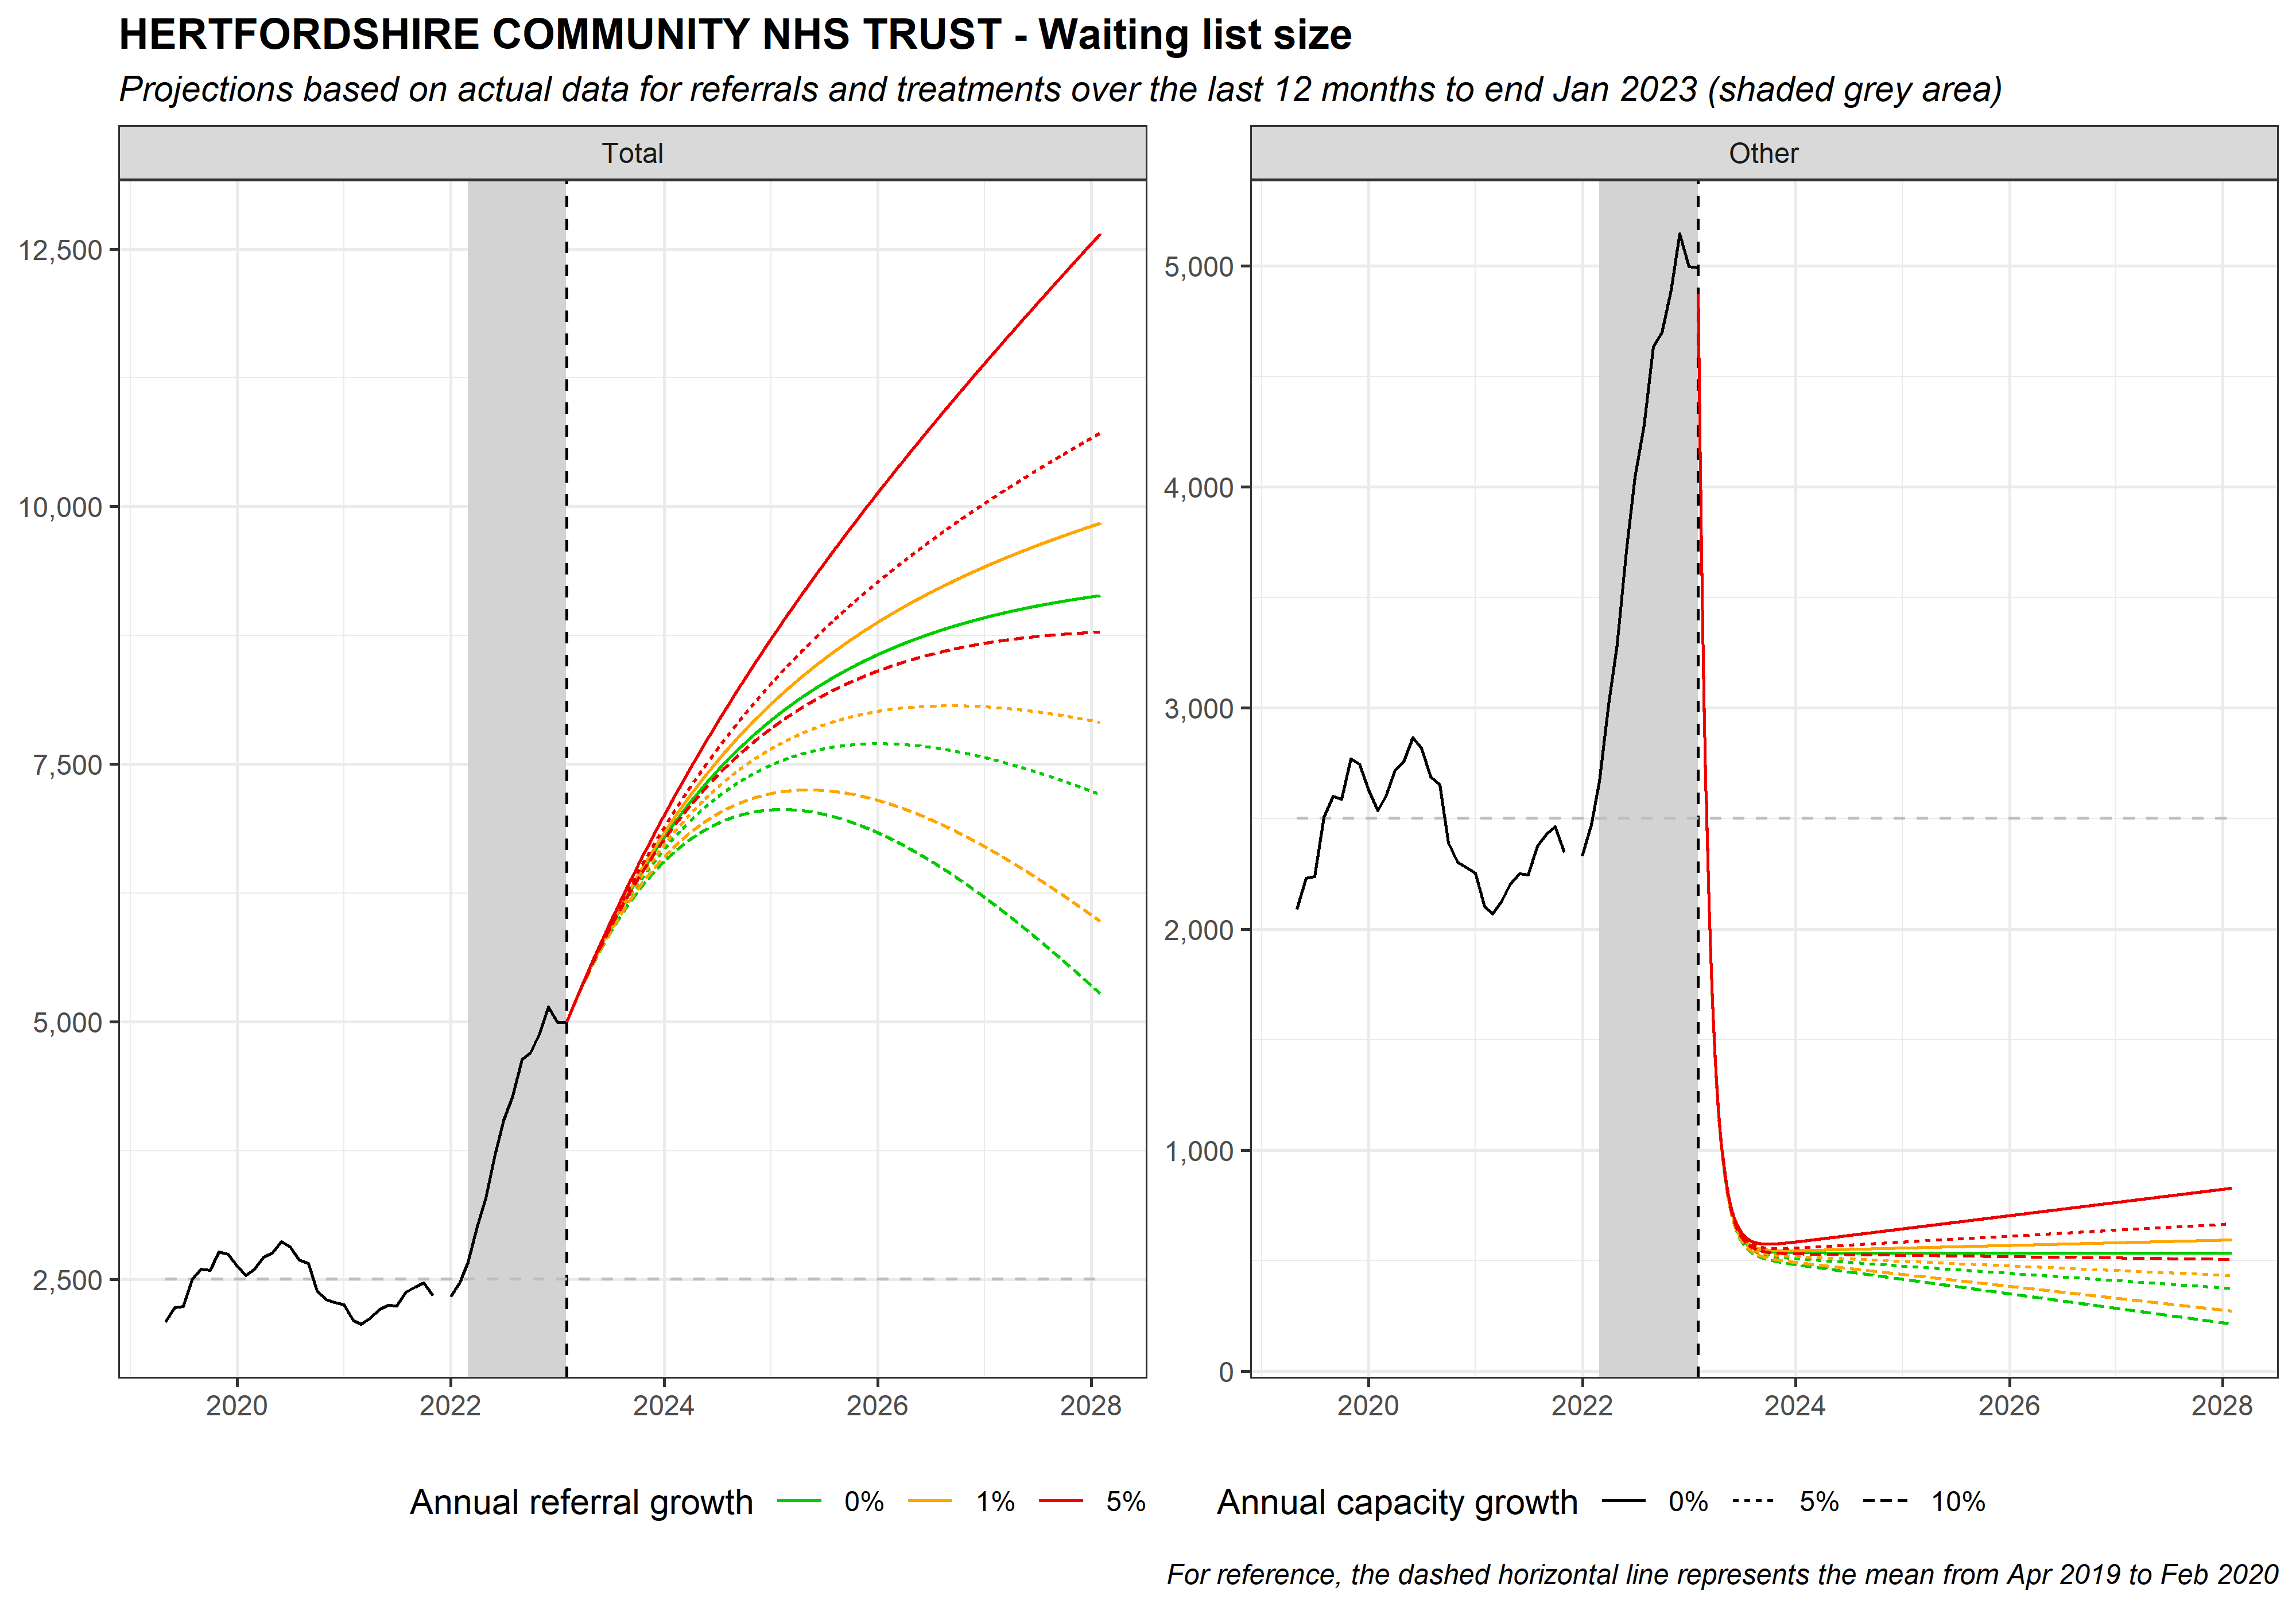 HERTFORDSHIRE COMMUNITY NHS TRUST - Waiting list size
Projections based on actual data for referrals and treatments over the last 12 months to end Jan 2023 (shaded grey area)
Total
12,500
10,000
7,500
5,000
2,500
2020 2022 2024 2026 2028
Other
5,000
4,000
3,000
2,000
1,000
0
2020 2022 2024 2026 2028
Annual referral growth 0% 1% 5%
Annual capacity growth 0% 5% 10%
For reference, the dashed horizontal line represents the mean from Apr 2019 to Feb 2020